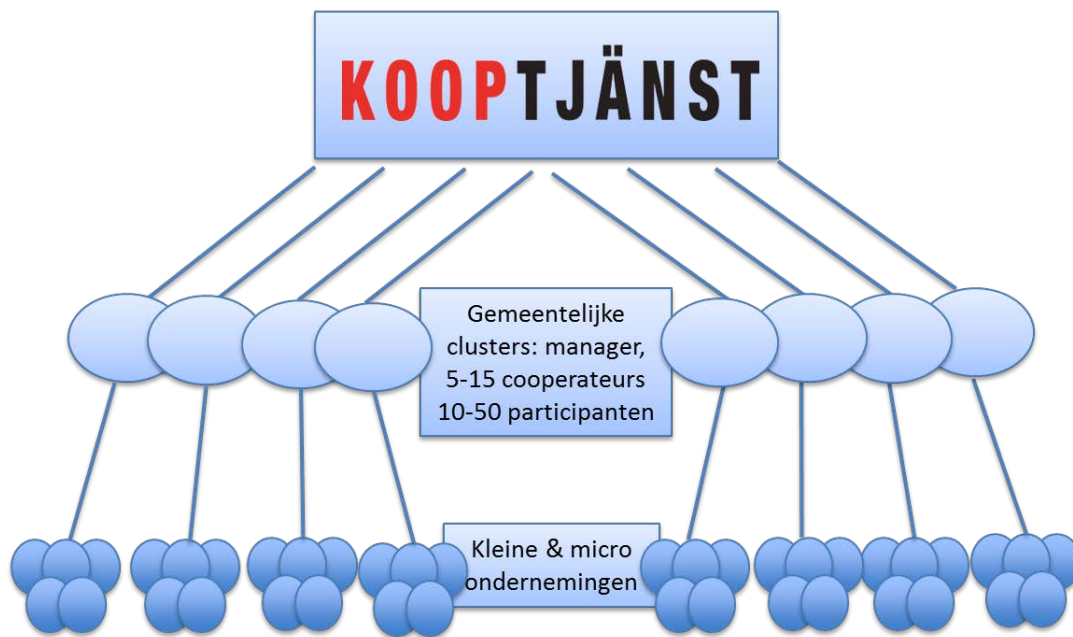 KOOPTJÄNST
Gemeentelijke
clusters: manager,
5-15 cooperateurs
10-50 participanten
Kleine & micro
ondernemingen